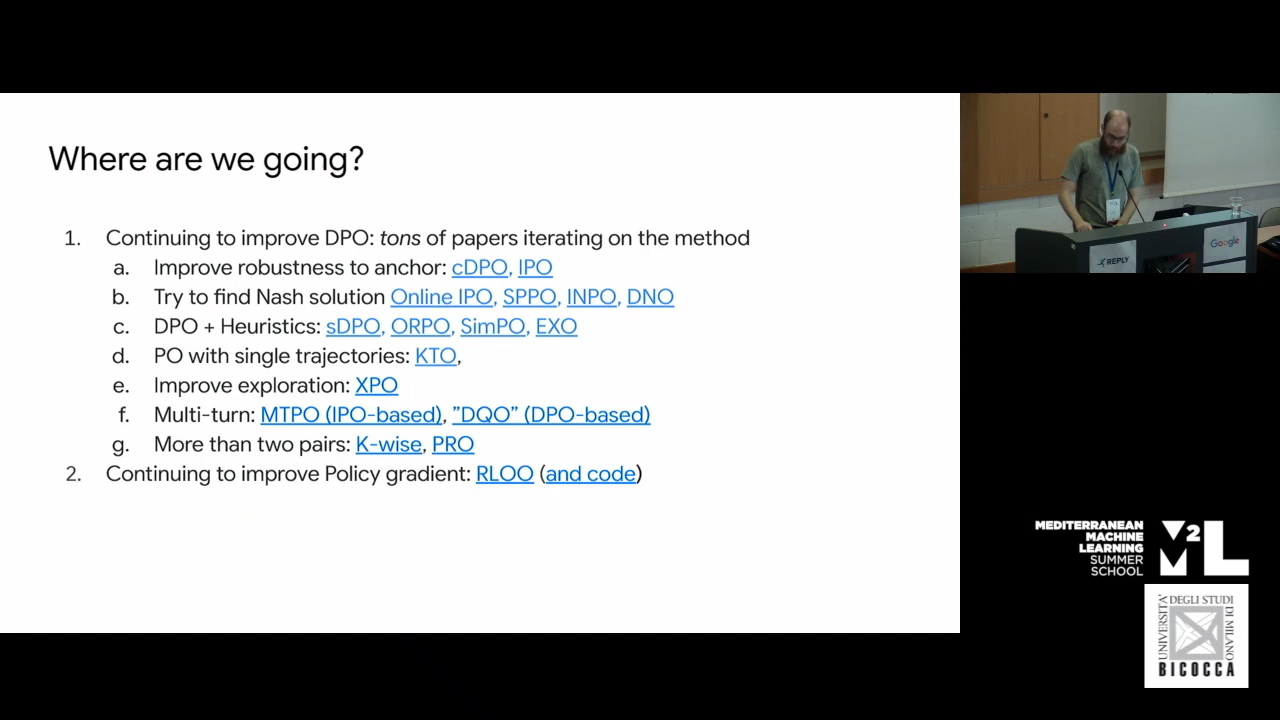 Where are we going?
1. Continuing to improve DPO: tons of papers iterating on the method
a. Improve robustness to anchor: cDPO, IPO
b. Try to find Nash solution Online IPO, SPPO, INPO, DNO
c. DPO + Heuristics: sDPO, ORPO, SimPO, EXO
d. PO with single trajectories: KTO,
e. Improve exploration: XPO
f. Multi-turn: MTPO (IPO-based), ”DQO” (DPO-based)
g. More than two pairs: K-wise, PRO
2. Continuing to improve Policy gradient: RLOO (and code)
REPLY
Google
MEDITERRANEAN
MACHINE
LEARNING
SUMMER
SCHOOL
M2L
UNIVERSITA'
DEGLI STUDI
DI MILANO
BICOCCA